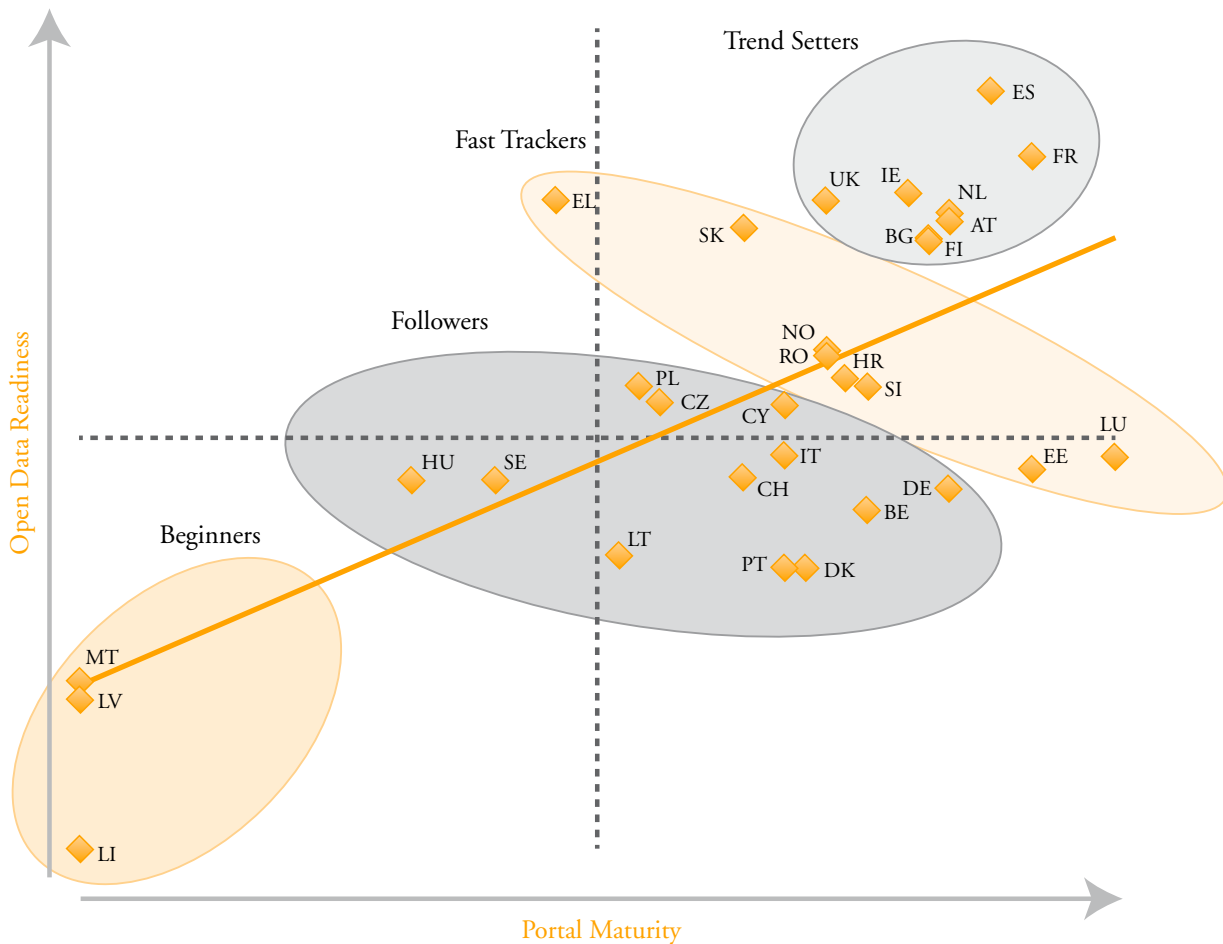 Trend Setters
ES
Fast Trackers
FR
UK
IE
NL
EL
AT
SK
BG
FI
Followers
NO
RO
HR
PL
SI
CZ
CY
LU
IT
EE
HU
SE
CH
DE
BE
Open Data Readiness
Beginners
LT
PT
DK
MT
LV
LI
Portal Maturity